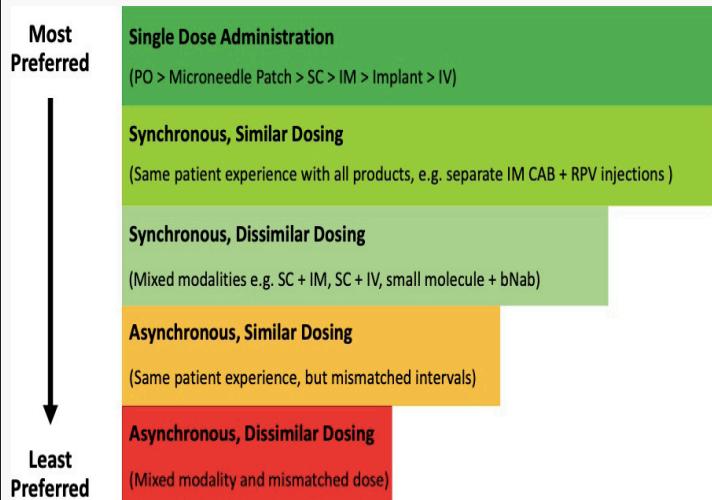 Most
Preferred
Single Dose Administration
(PO > Microneedle Patch > SC > IM > Implant > IV)
Synchronous, Similar Dosing
(Same patient experience with all products, e.g. separate IM CAB + RPV injections )
Synchronous, Dissimilar Dosing
(Mixed modalities e.g. SC + IM, SC + IV, small molecule + bNab)
Asynchronous, Similar Dosing
(Same patient experience, but mismatched intervals)
Asynchronous, Dissimilar Dosing
(Mixed modality and mismatched dose)
Least
Preferred